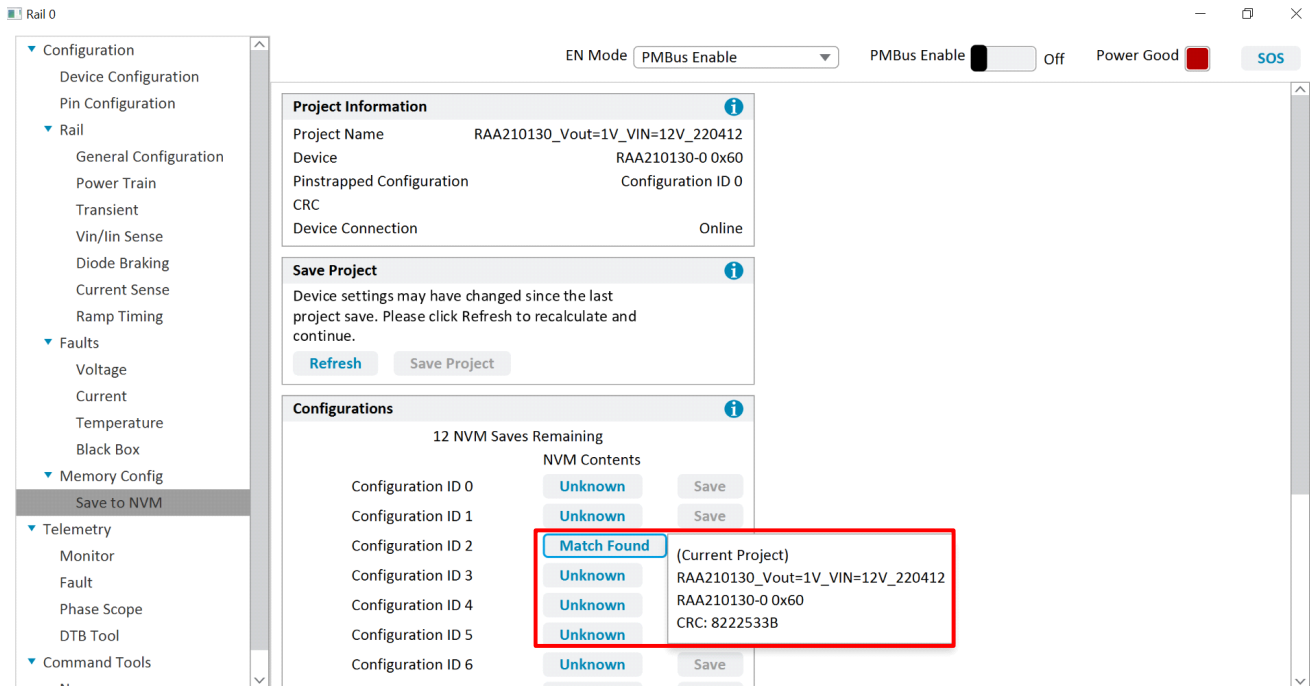 Rail 0
Configuration
Device Configuration
Pin Configuration
Rail
General Configuration
Power Train
Transient
Vin/Iin Sense
Diode Braking
Current Sense
Ramp Timing
Faults
Voltage
Current
Temperature
Black Box
Memory Config
Save to NVM
Telemetry
Monitor
Fault
Phase Scope
DTB Tool
Command Tools
EN Mode PMBus Enable PMBus Enable Off Power Good SOS
Project Information
Project Name RAA210130_Vout=1V_VIN=12V_220412
Device RAA210130-0 0x60
Pinstrapped Configuration Configuration ID 0
CRC
Device Connection Online
Save Project
Device settings may have changed since the last
project save. Please click Refresh to recalculate and
continue.
Refresh Save Project
Configurations
12 NVM Saves Remaining
NVM Contents
Configuration ID 0 Unknown Save
Configuration ID 1 Unknown Save
Configuration ID 2 Match Found
Configuration ID 3 Unknown
Configuration ID 4 Unknown
Configuration ID 5 Unknown
Configuration ID 6 Unknown Save
(Current Project)
RAA210130_Vout=1V_VIN=12V_220412
RAA210130-0 0x60
CRC: 8222533B